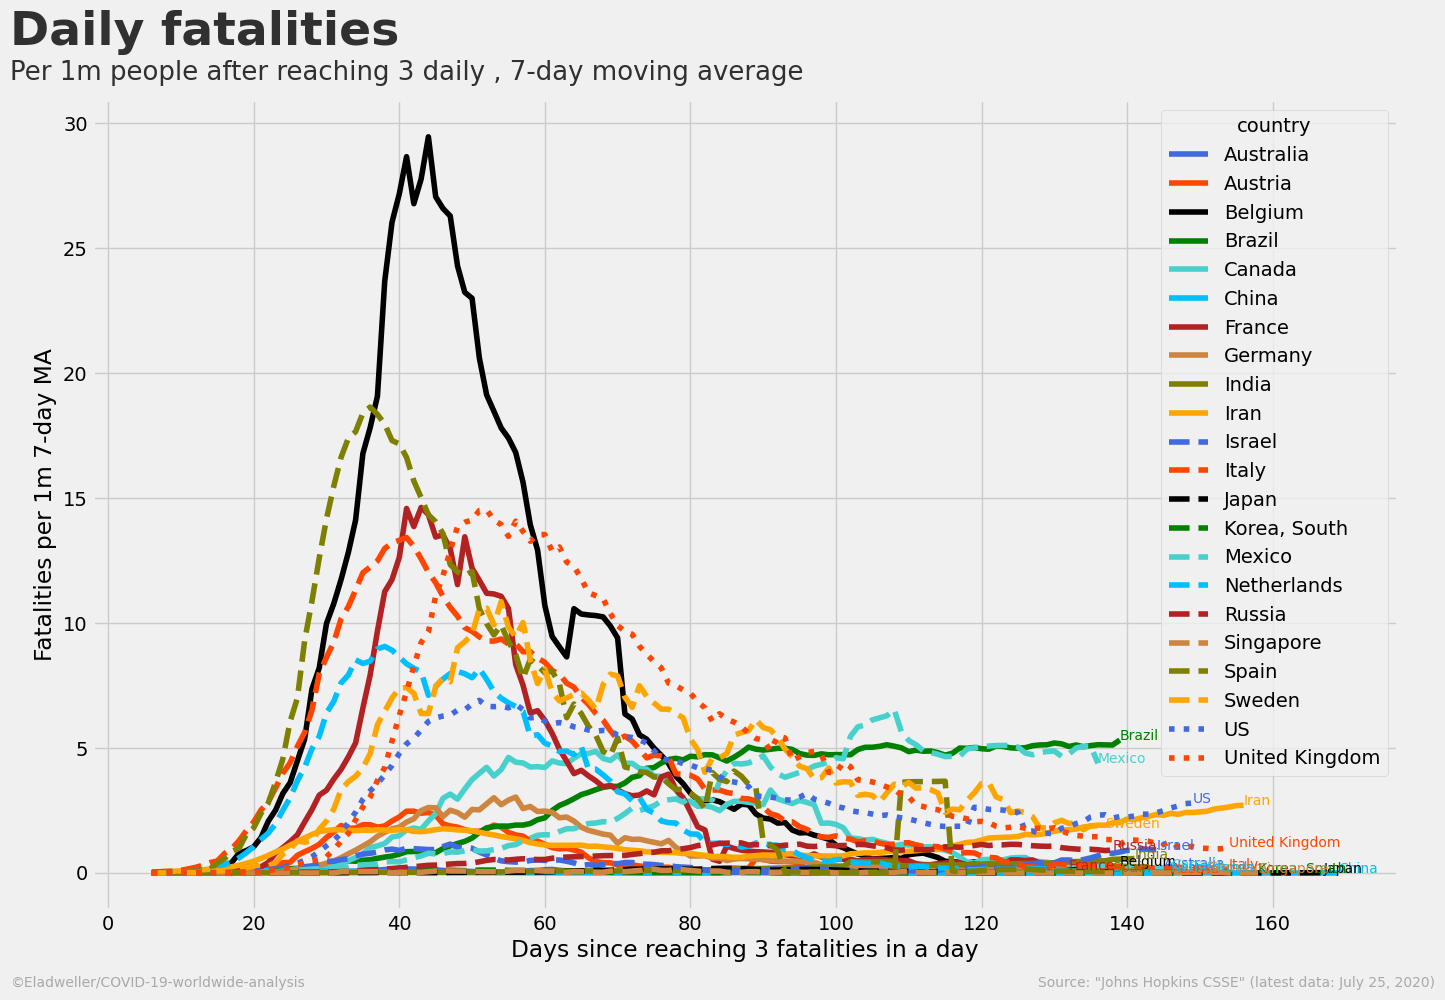 Daily fatalities
Per 1m people after reaching 3 daily , 7-day moving average
Fatalities per 1m 7-day MA
30
25
20
15
10
5
0
country
Australia
Austria
Belgium
Brazil
Canada
China
France
Germany
India
Iran
Israel
Italy
Japan
Korea, South
Mexico
Netherlands
Russia
Singapore
Spain
Sweden
US
United Kingdom
Brazil
Mexico
US
Iran
Sweden
United Kingdom
Russia
Israel
India
Belgium
Italy
Japan
China
0 20 40 60 80 100 120 140 160
Days since reaching 3 fatalities in a day
©Eladweller/COVID-19-worldwide-analysis
Source: "Johns Hopkins CSSE" (latest data: July 25, 2020)